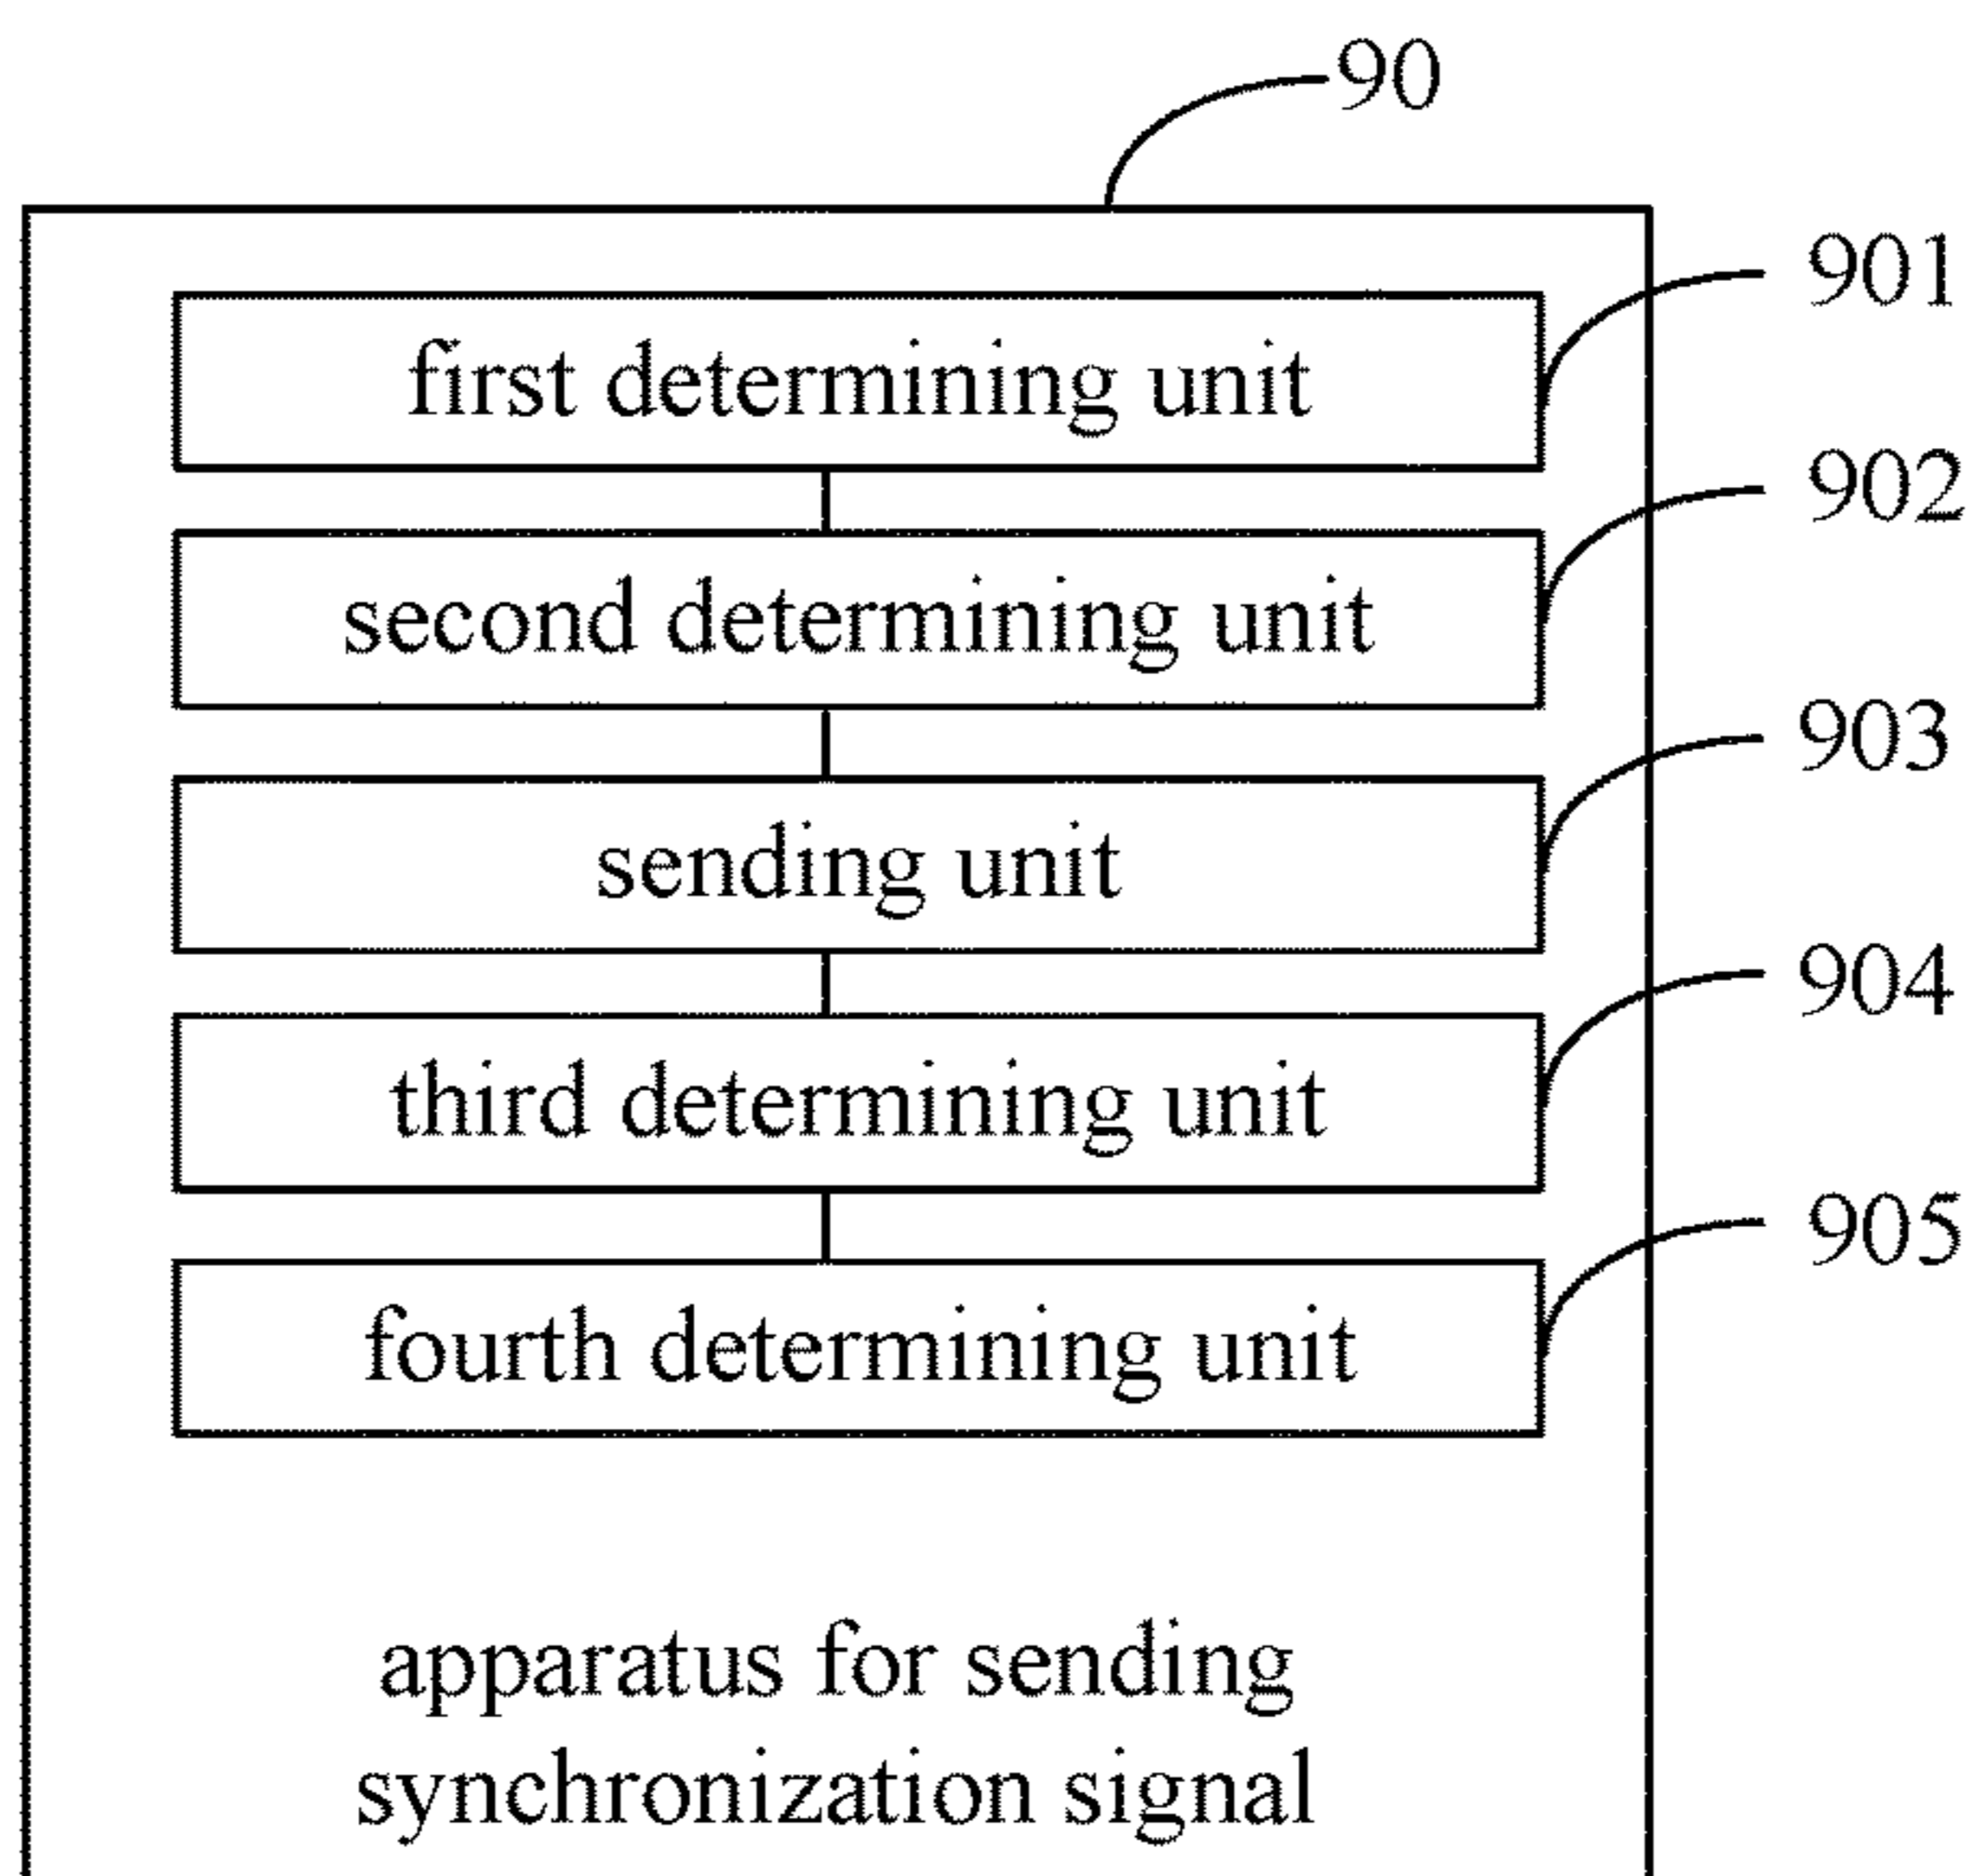 90
901
first determining unit
902
second determining unit
903
sending unit
904
third determining unit
905
fourth determining unit
apparatus for sending
synchronization signal